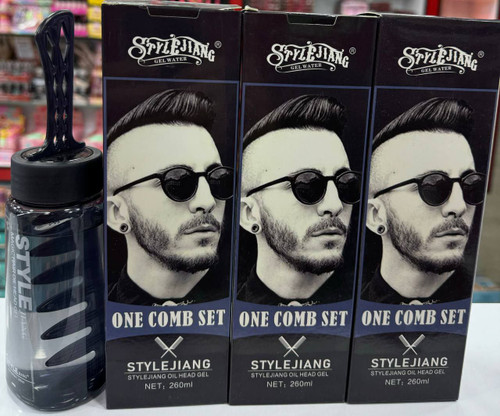 STYLEJIANG®
GEL WATER
ONE COMB SET
STYLEJIANG
STYLEJIANG OIL HEAD GEL
NET: 260ml
STYLEJIANG®
GEL WATER
ONE COMB SET
STYLEJIANG
STYLEJIANG OIL HEAD GEL
NET: 260ml
STYLEJIANG®
GEL WATER
ONE COMB SET
STYLEJIANG
STYLEJIANG OIL HEAD GEL
NET: 260ml
STYLE